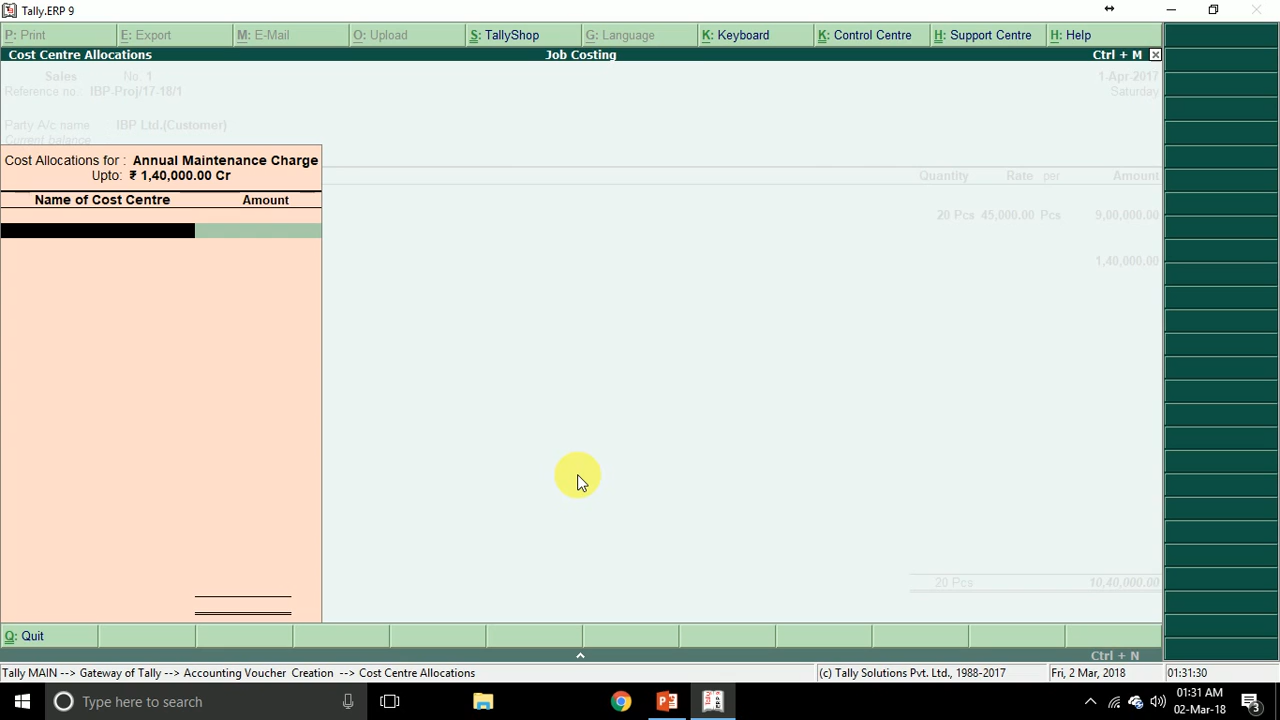 Tally.ERP 9
P: Print E: Export M: E-Mail O: Upload S: TallyShop G: Language K: Keyboard K: Control Centre H: Support Centre H: Help
Cost Centre Allocations Job Costing Ctrl + M
Sales No. 1 1-Apr-2017
Reference no.: IBP-Proj/17-18/1 Saturday
Party A/c name IBP Ltd.(Customer)
Current balance
Cost Allocations for : Annual Maintenance Charge
Upto: ₹ 1,40,000.00 Cr
Quantity Rate per Amount
Name of Cost Centre Amount
20 Pcs 45,000.00 Pcs 9,00,000.00
1,40,000.00
20 Pcs 10,40,000.00
Q: Quit
Ctrl + N
Tally MAIN --> Gateway of Tally --> Accounting Voucher Creation --> Cost Centre Allocations (c) Tally Solutions Pvt. Ltd., 1988-2017 Fri, 2 Mar, 2018 01:31:30
Type here to search
01:31 AM
02-Mar-18
3